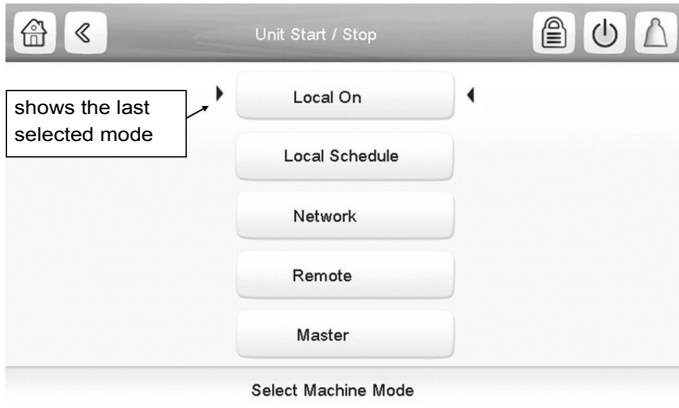 Unit Start / Stop
shows the last
selected mode
Local On
Local Schedule
Network
Remote
Master
Select Machine Mode